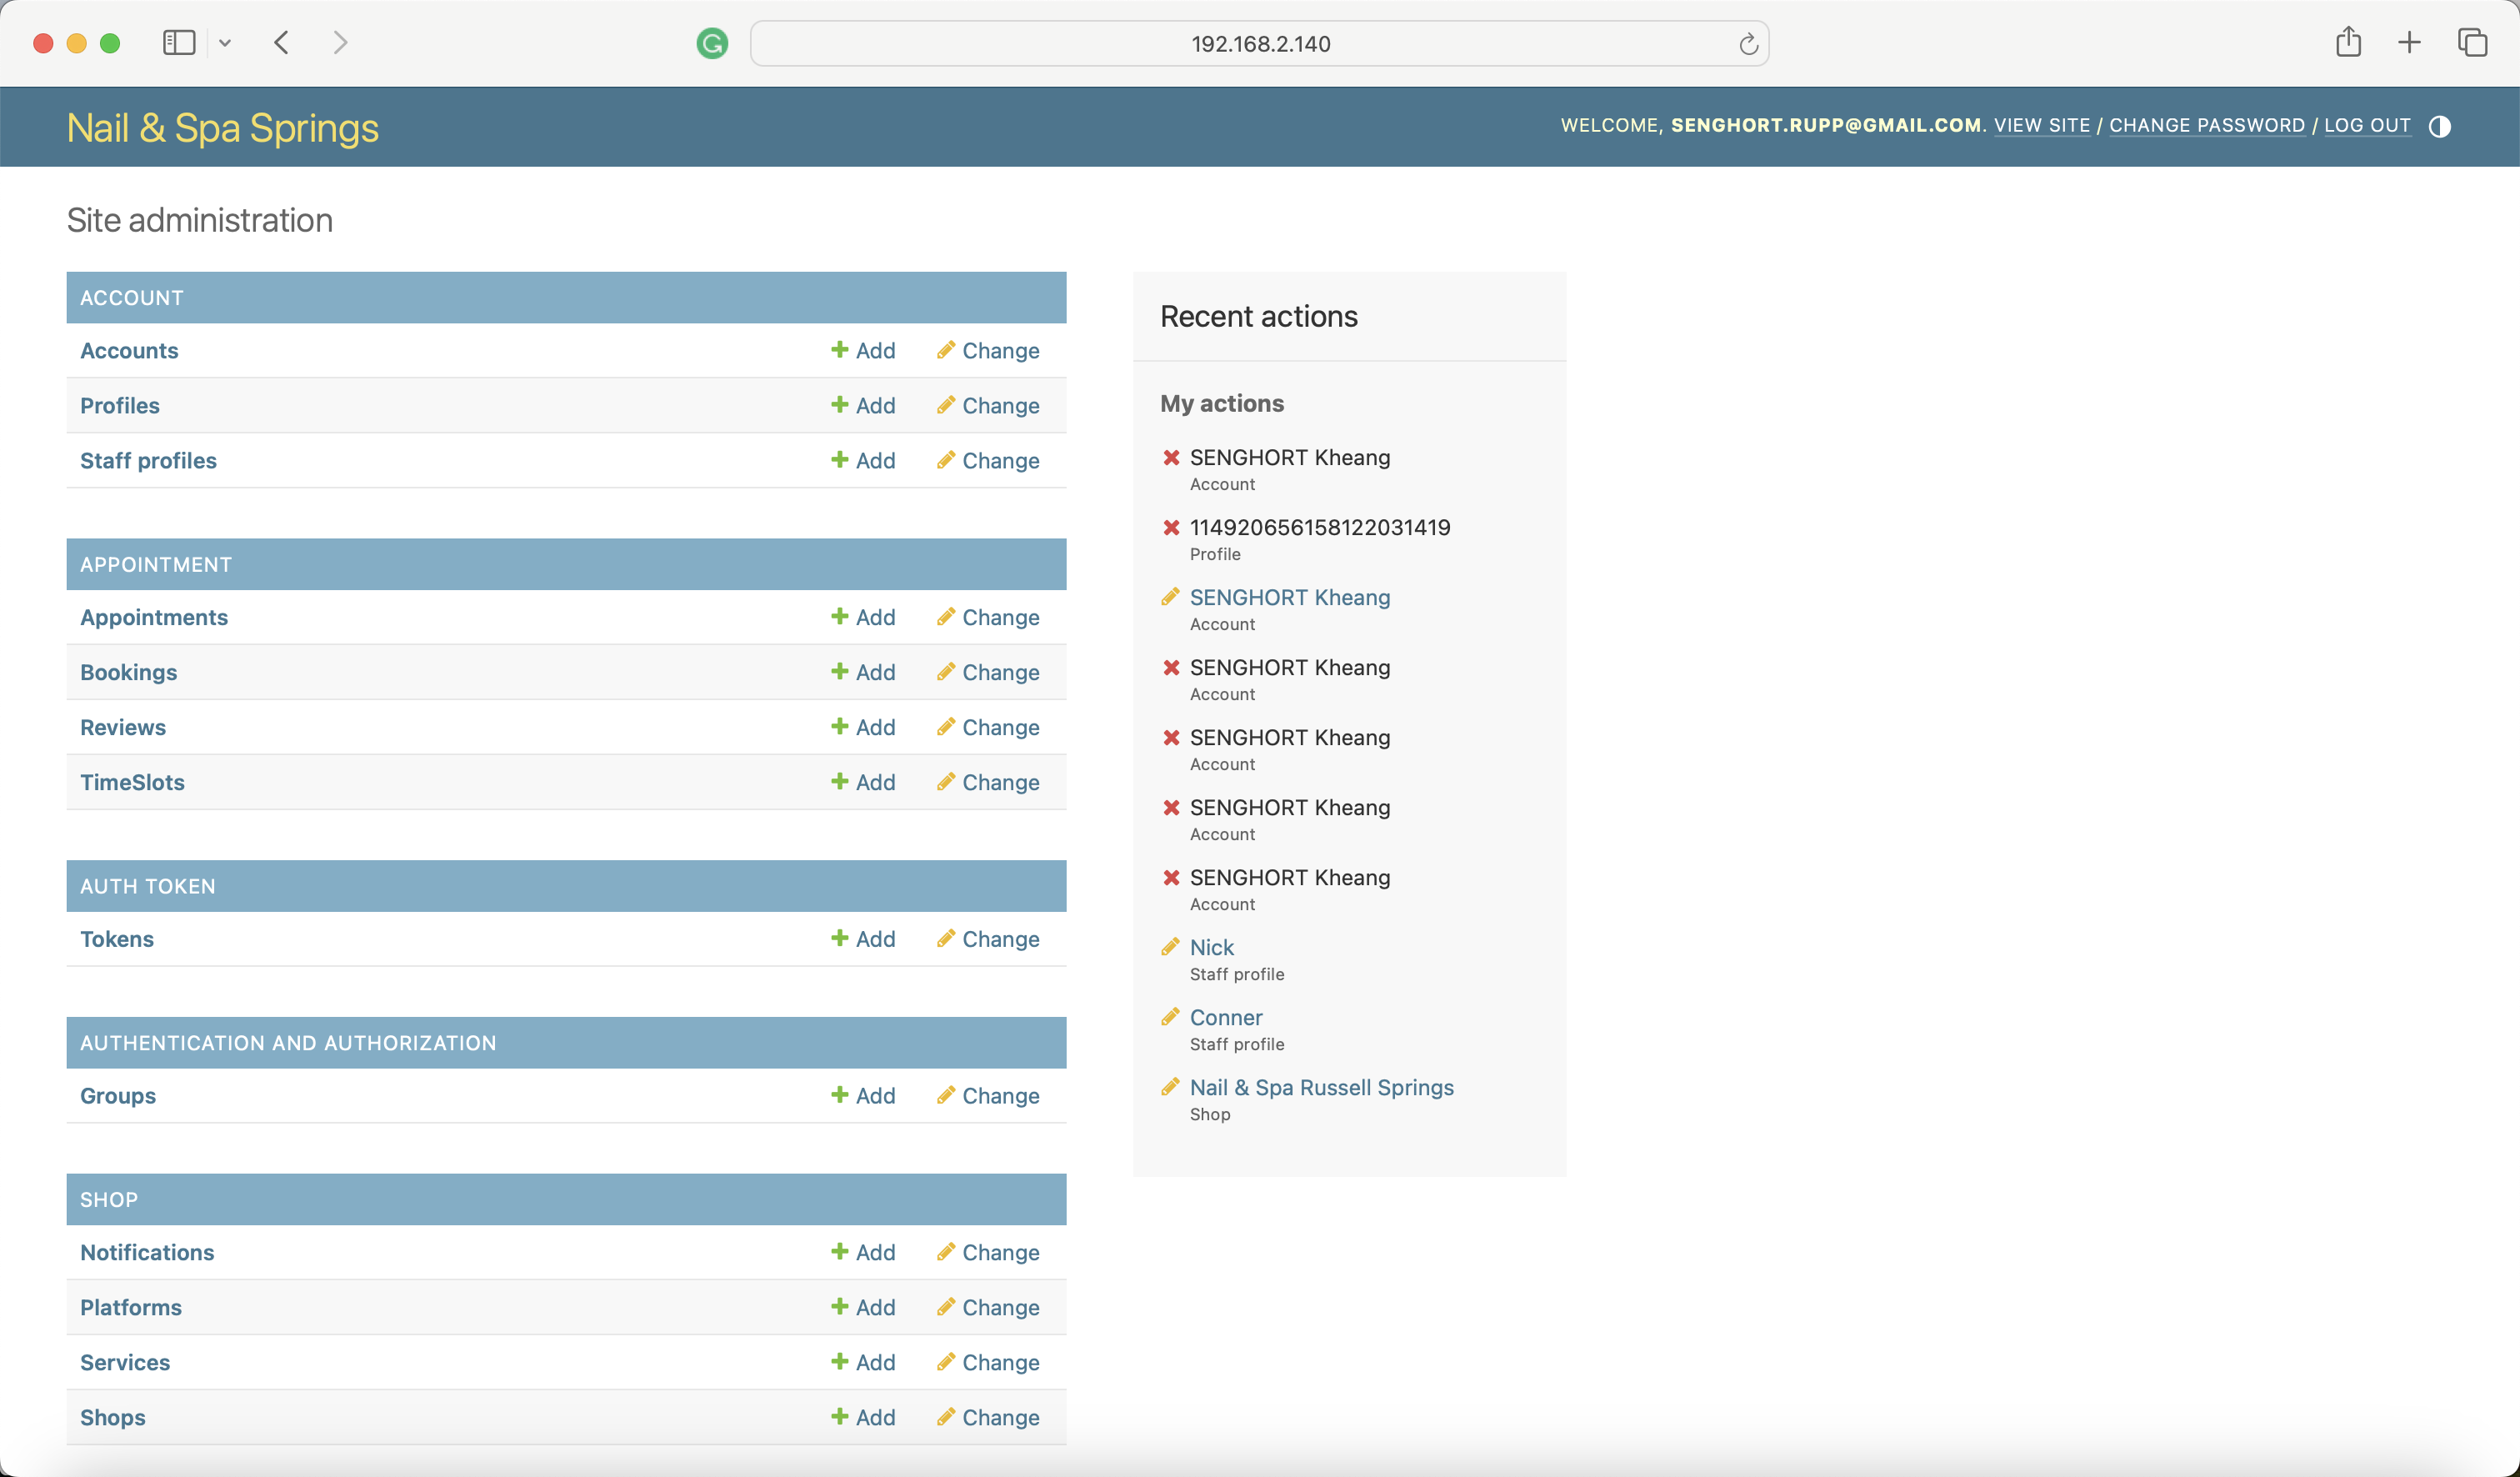 192.168.2.140
Nail & Spa Springs
WELCOME, SENGHORT.RUPP@GMAIL.COM. VIEW SITE / CHANGE PASSWORD / LOG OUT
Site administration
ACCOUNT
Accounts Add Change
Profiles Add Change
Staff profiles Add Change
APPOINTMENT
Appointments Add Change
Bookings Add Change
Reviews Add Change
TimeSlots Add Change
AUTH TOKEN
Tokens Add Change
AUTHENTICATION AND AUTHORIZATION
Groups Add Change
SHOP
Notifications Add Change
Platforms Add Change
Services Add Change
Shops Add Change
Recent actions
My actions
SENGHORT Kheang
Account
114920656158122031419
Profile
SENGHORT Kheang
Account
SENGHORT Kheang
Account
SENGHORT Kheang
Account
SENGHORT Kheang
Account
SENGHORT Kheang
Account
Nick
Staff profile
Conner
Staff profile
Nail & Spa Russell Springs
Shop